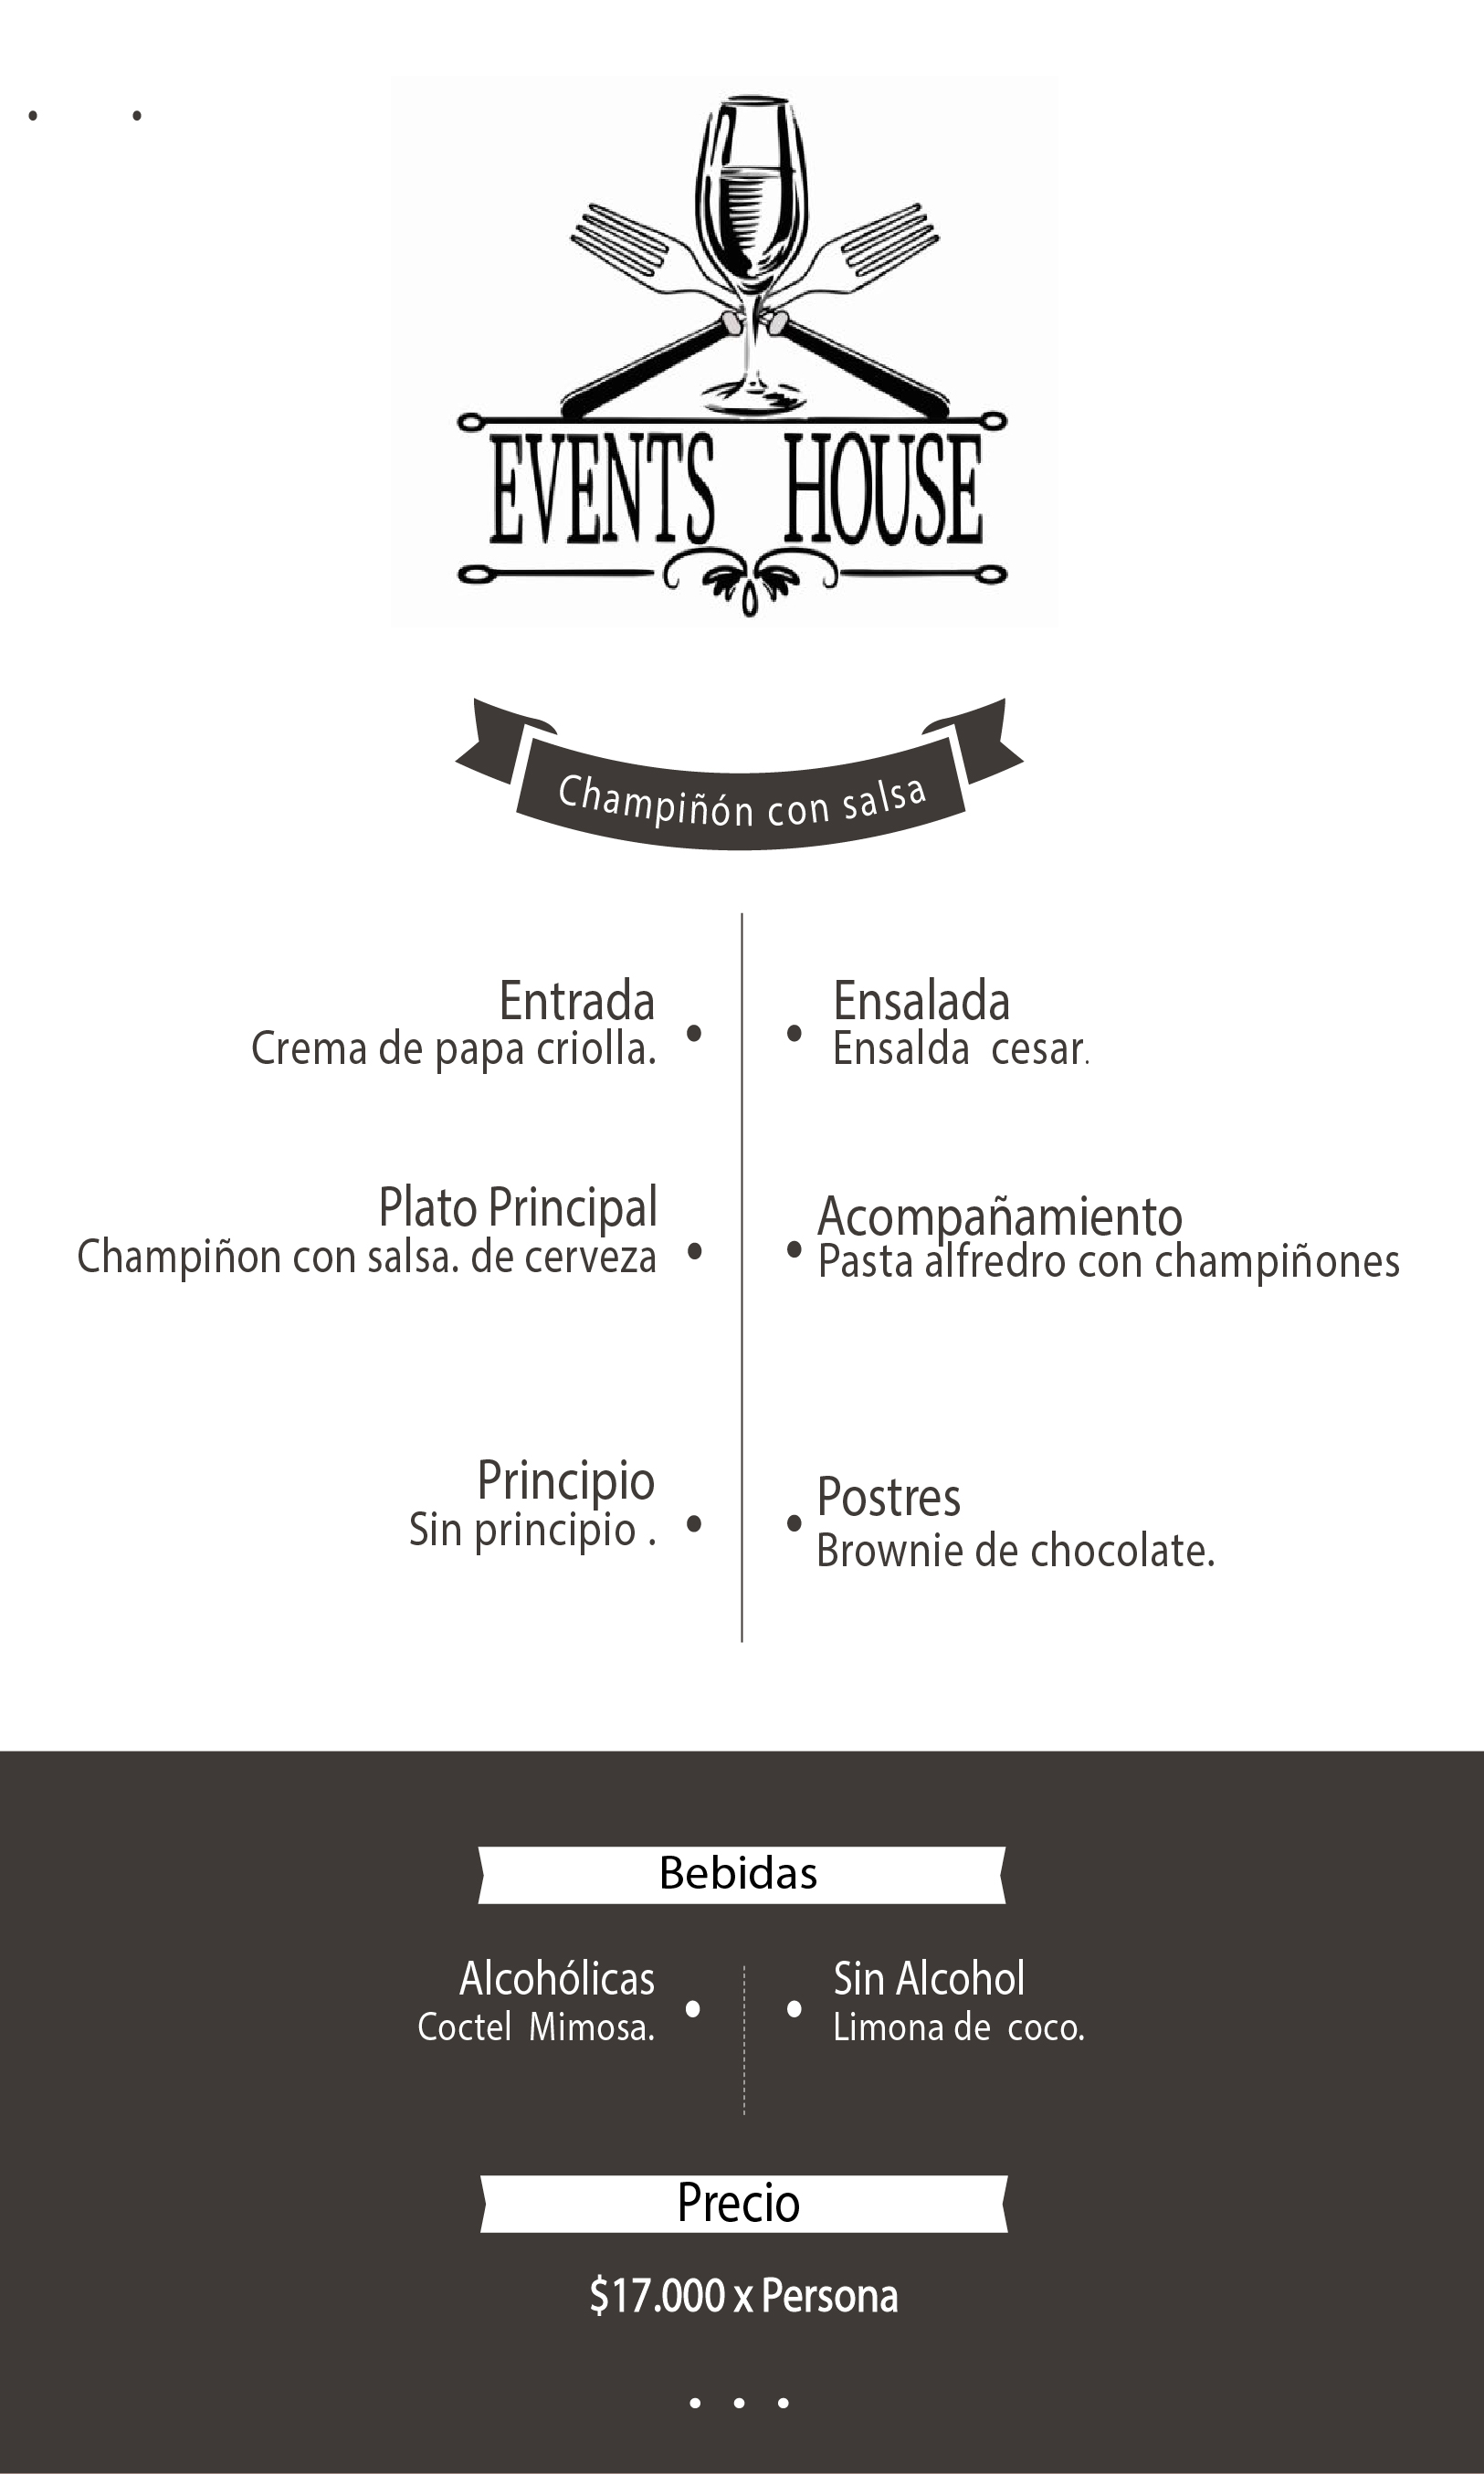 EVENTS HOUSE
Champiñón con salsa
Entrada
Crema de papa criolla.
Ensalada
Ensalda cesar.
Plato Principal
Champiñon con salsa. de cerveza
Acompañamiento
Pasta alfredro con champiñones
Principio
Sin principio .
Postres
Brownie de chocolate.
Bebidas
Alcohólicas
Coctel Mimosa.
Sin Alcohol
Limona de coco.
Precio
$17.000 x Persona